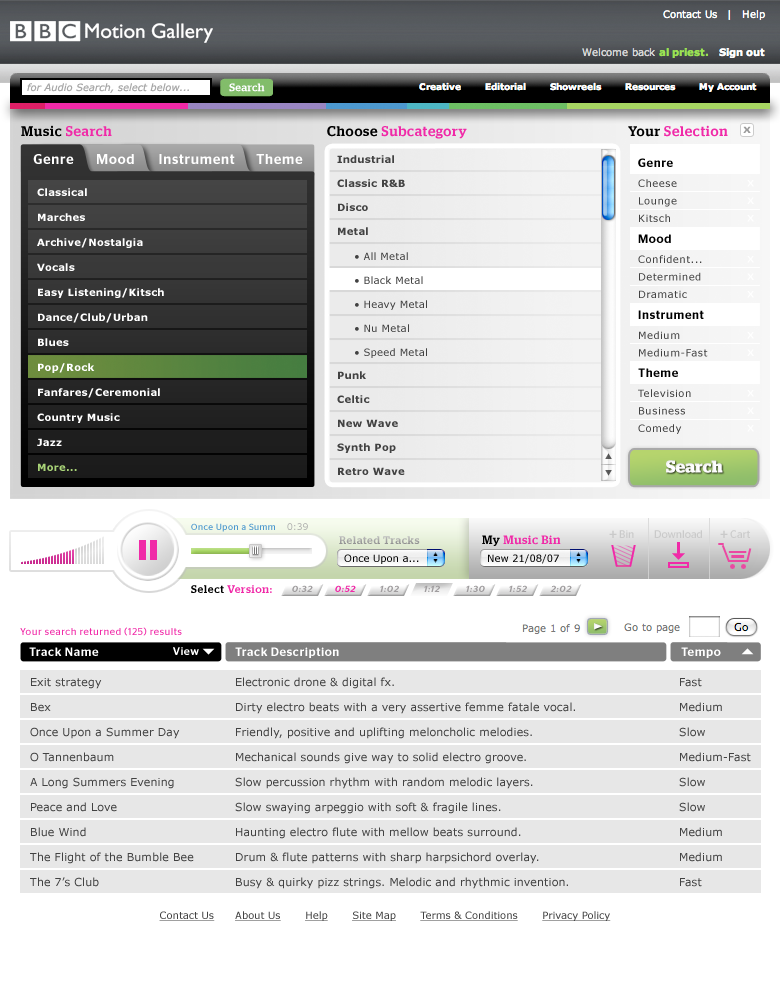 Contact Us | Help
BBC Motion Gallery
Welcome back al priest. Sign out
for Audio Search, select below... Search Creative Editorial Showreels Resources My Account
Music Search
Genre Mood Instrument Theme
Classical
Marches
Archive/Nostalgia
Vocals
Easy Listening/Kitsch
Dance/Club/Urban
Blues
Pop/Rock
Fanfares/Ceremonial
Country Music
Jazz
More...
Choose Subcategory
Industrial
Classic R&B
Disco
Metal
• All Metal
• Black Metal
• Heavy Metal
• Nu Metal
• Speed Metal
Punk
Celtic
New Wave
Synth Pop
Retro Wave
Your Selection x
Genre
Cheese x
Lounge x
Kitsch x
Mood
Confident... x
Determined x
Dramatic x
Instrument
Medium x
Medium-Fast x
Theme
Television x
Business x
Comedy x
Search
Once Upon a Summ 0:39
Related Tracks
Once Upon a...
My Music Bin
New 21/08/07
+ Bin Download + Cart
Select Version: 0:32 0:52 1:02 1:12 1:30 1:52 2:02
Your search returned (125) results
Page 1 of 9 Go to page Go
Track Name View Track Description Tempo
Exit strategy Electronic drone & digital fx. Fast
Bex Dirty electro beats with a very assertive femme fatale vocal. Medium
Once Upon a Summer Day Friendly, positive and uplifting meloncholic melodies. Slow
O Tannenbaum Mechanical sounds give way to solid electro groove. Medium-Fast
A Long Summers Evening Slow percussion rhythm with random melodic layers. Slow
Peace and Love Slow swaying arpeggio with soft & fragile lines. Slow
Blue Wind Haunting electro flute with mellow beats surround. Medium
The Flight of the Bumble Bee Drum & flute patterns with sharp harpsichord overlay. Medium
The 7's Club Busy & quirky pizz strings. Melodic and rhythmic invention. Fast
Contact Us About Us Help Site Map Terms & Conditions Privacy Policy